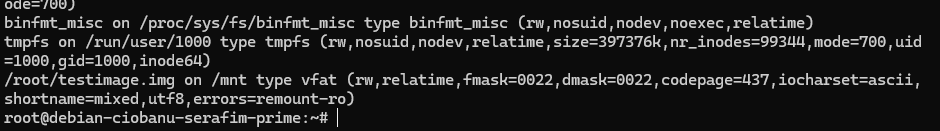 ode=700)
binfmt_misc on /proc/sys/fs/binfmt_misc type binfmt_misc (rw,nosuid,nodev,noexec,relatime)
tmpfs on /run/user/1000 type tmpfs (rw,nosuid,nodev,relatime,size=397376k,nr_inodes=99344,mode=700,uid
=1000,gid=1000,inode64)
/root/testimage.img on /mnt type vfat (rw,relatime,fmask=0022,dmask=0022,codepage=437,iocharset=ascii,
shortname=mixed,utf8,errors=remount-ro)
root@debian-ciobanu-serafim-prime:~#